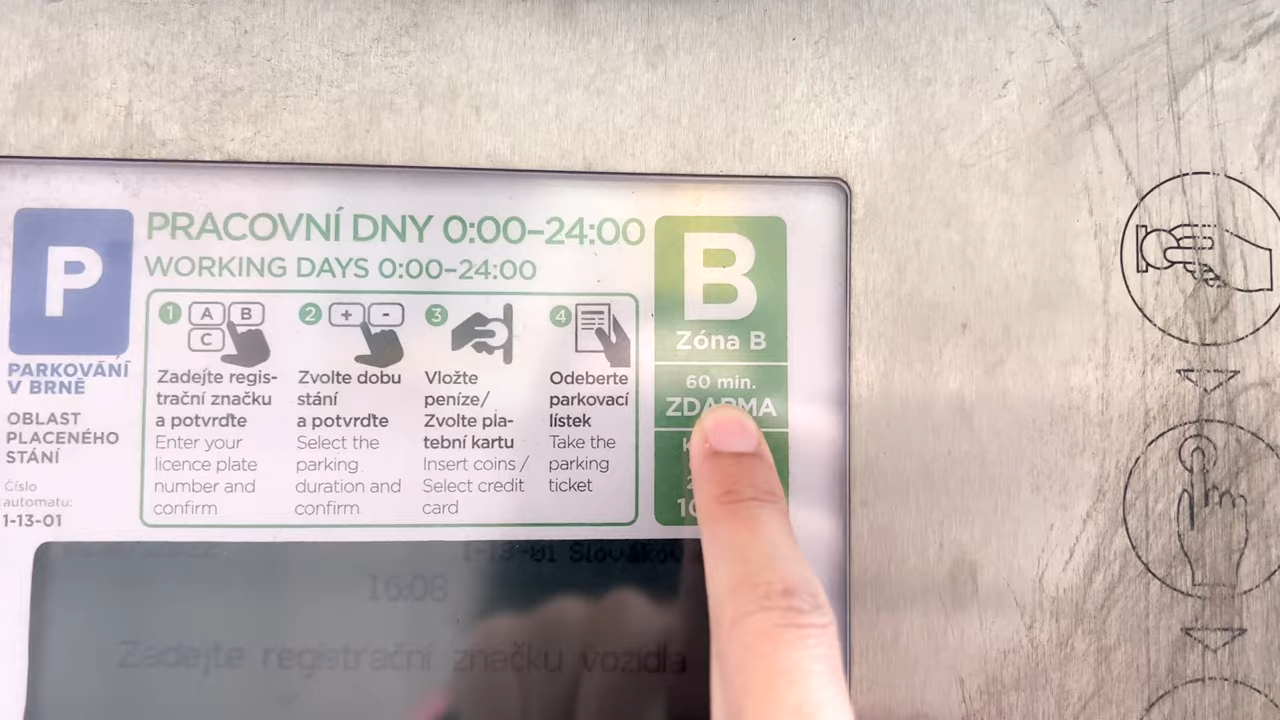 P
PARKOVÁNÍ
V BRNĚ
OBLAST
PLACENÉHO
STÁNÍ
Číslo
automatu:
1-13-01
PRACOVNÍ DNY 0:00–24:00
WORKING DAYS 0:00–24:00
1
A B
C
Zadejte regis-
trační značku
a potvrďte
Enter your
licence plate
number and
confirm
2
+ -
Zvolte dobu
stání
a potvrďte
Select the
parking
duration and
confirm
3
Vložte
peníze/
Zvolte pla-
tební kartu
Insert coins /
Select credit
card
4
Odeberte
parkovací
lístek
Take the
parking
ticket
B
Zóna B
60 min.
ZDARMA
1-13-01
16:08
Zadejte registrační značku vozidla